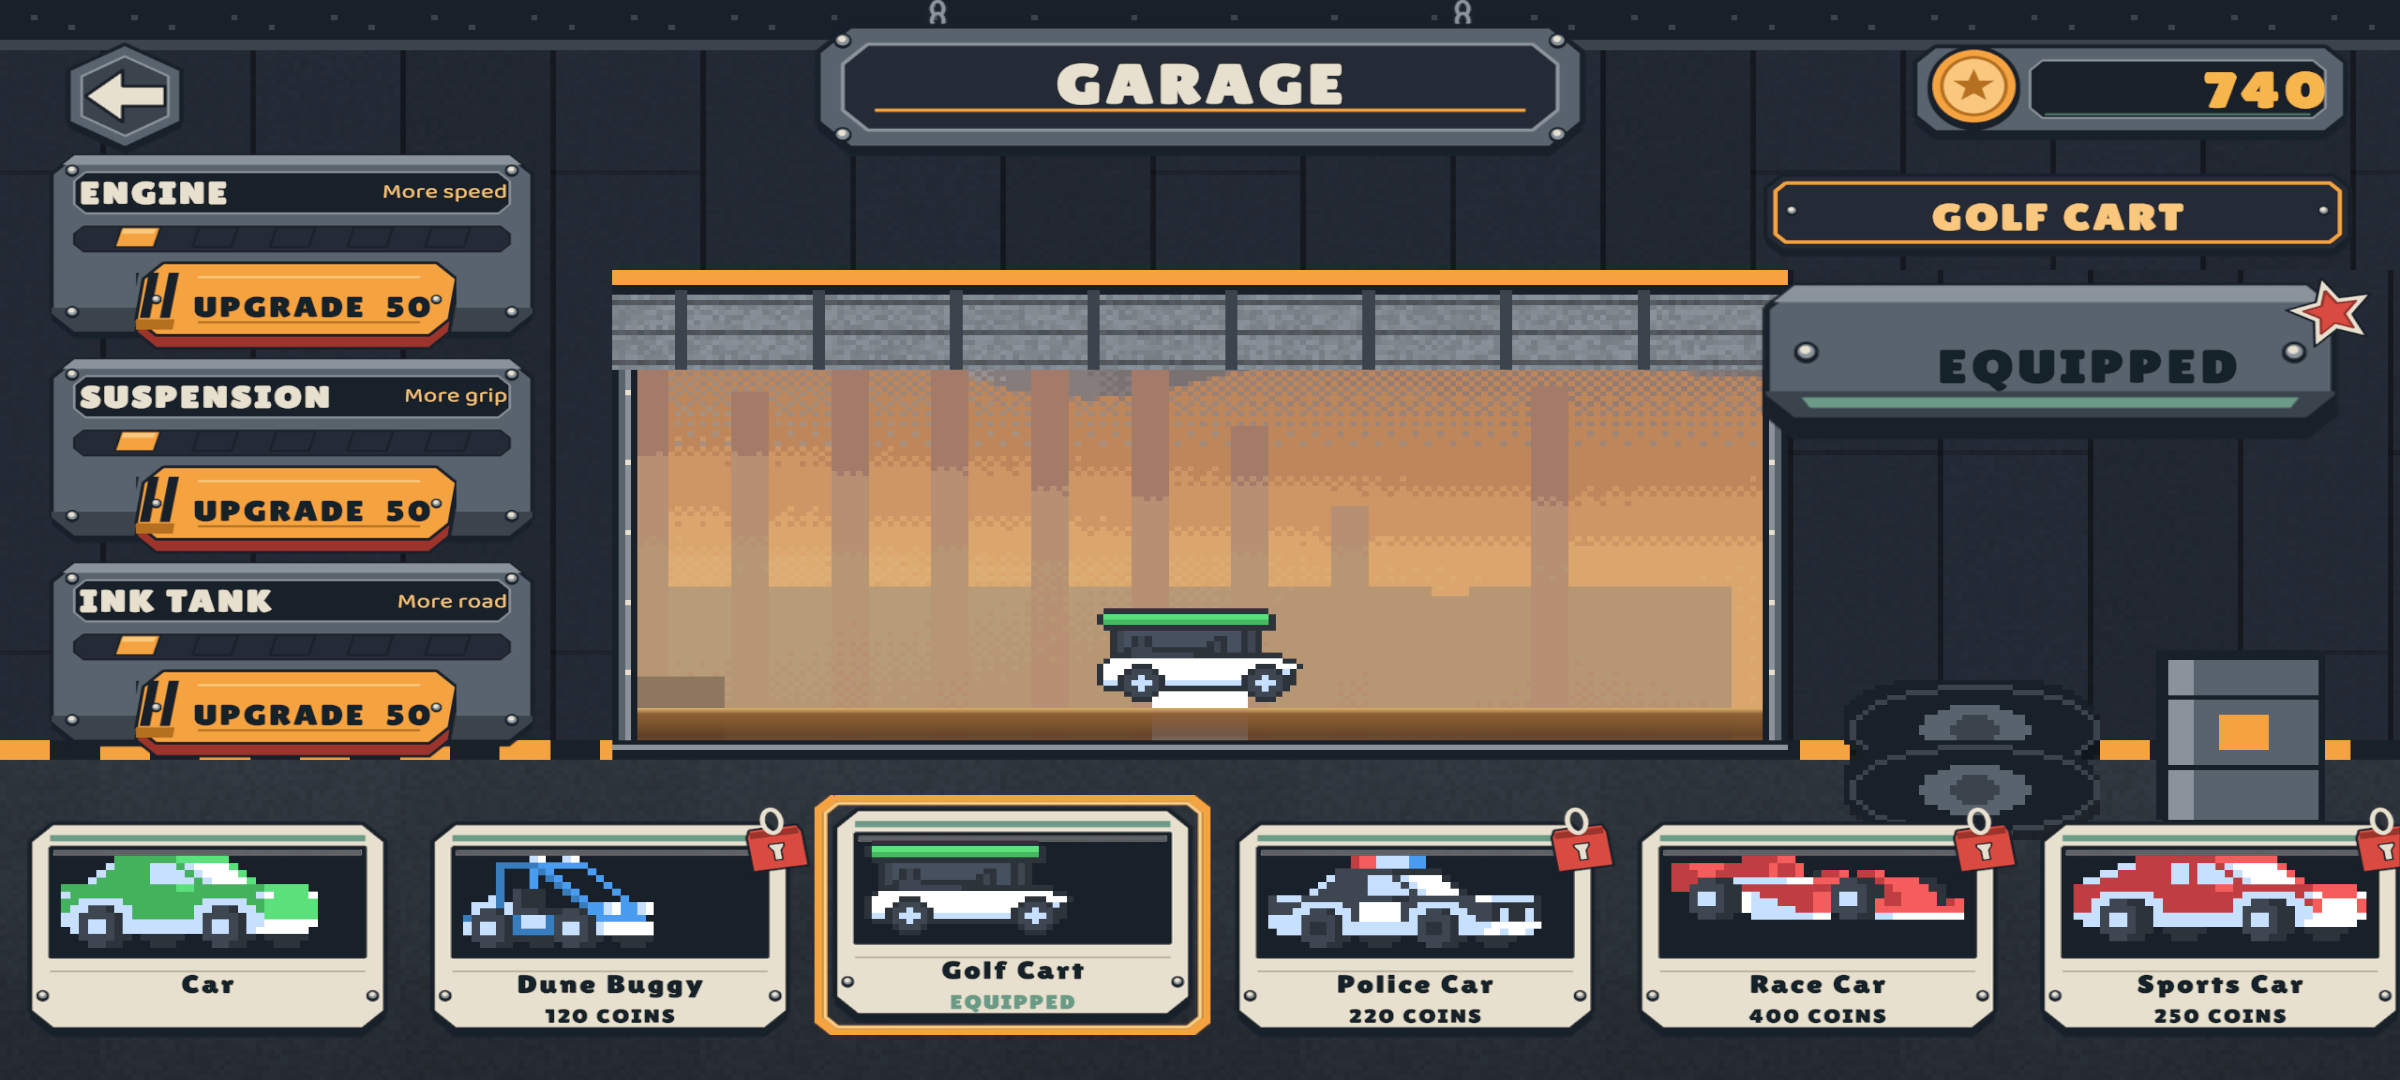 GARAGE
740
ENGINE More speed
UPGRADE 50
SUSPENSION More grip
UPGRADE 50
INK TANK More road
UPGRADE 50
GOLF CART
EQUIPPED
Car
Dune Buggy
120 COINS
Golf Cart
EQUIPPED
Police Car
220 COINS
Race Car
400 COINS
Sports Car
250 COINS